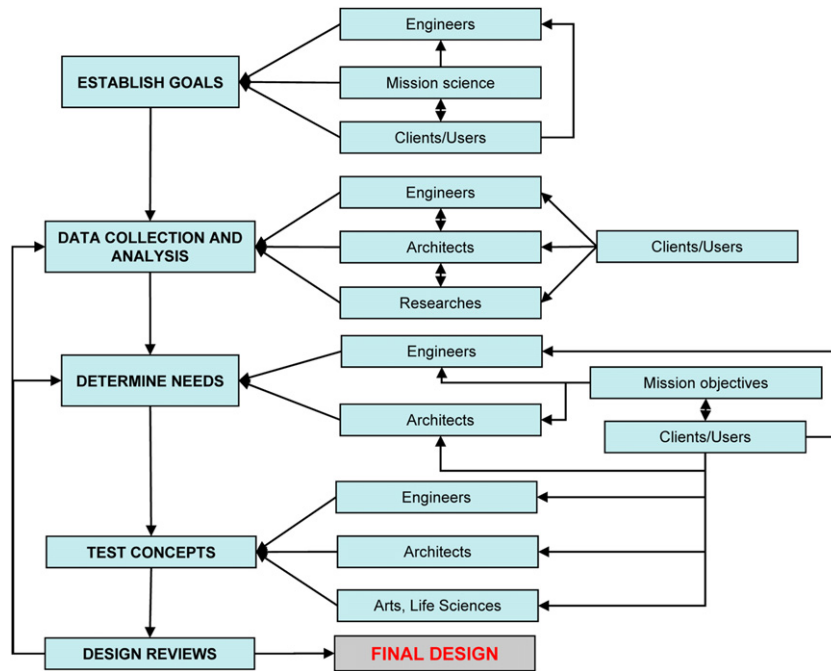 Engineers
ESTABLISH GOALS
Mission science
Clients/Users
Engineers
DATA COLLECTION AND
ANALYSIS
Architects
Clients/Users
Researches
Engineers
DETERMINE NEEDS
Mission objectives
Architects
Clients/Users
Engineers
TEST CONCEPTS
Architects
Arts, Life Sciences
DESIGN REVIEWS
FINAL DESIGN